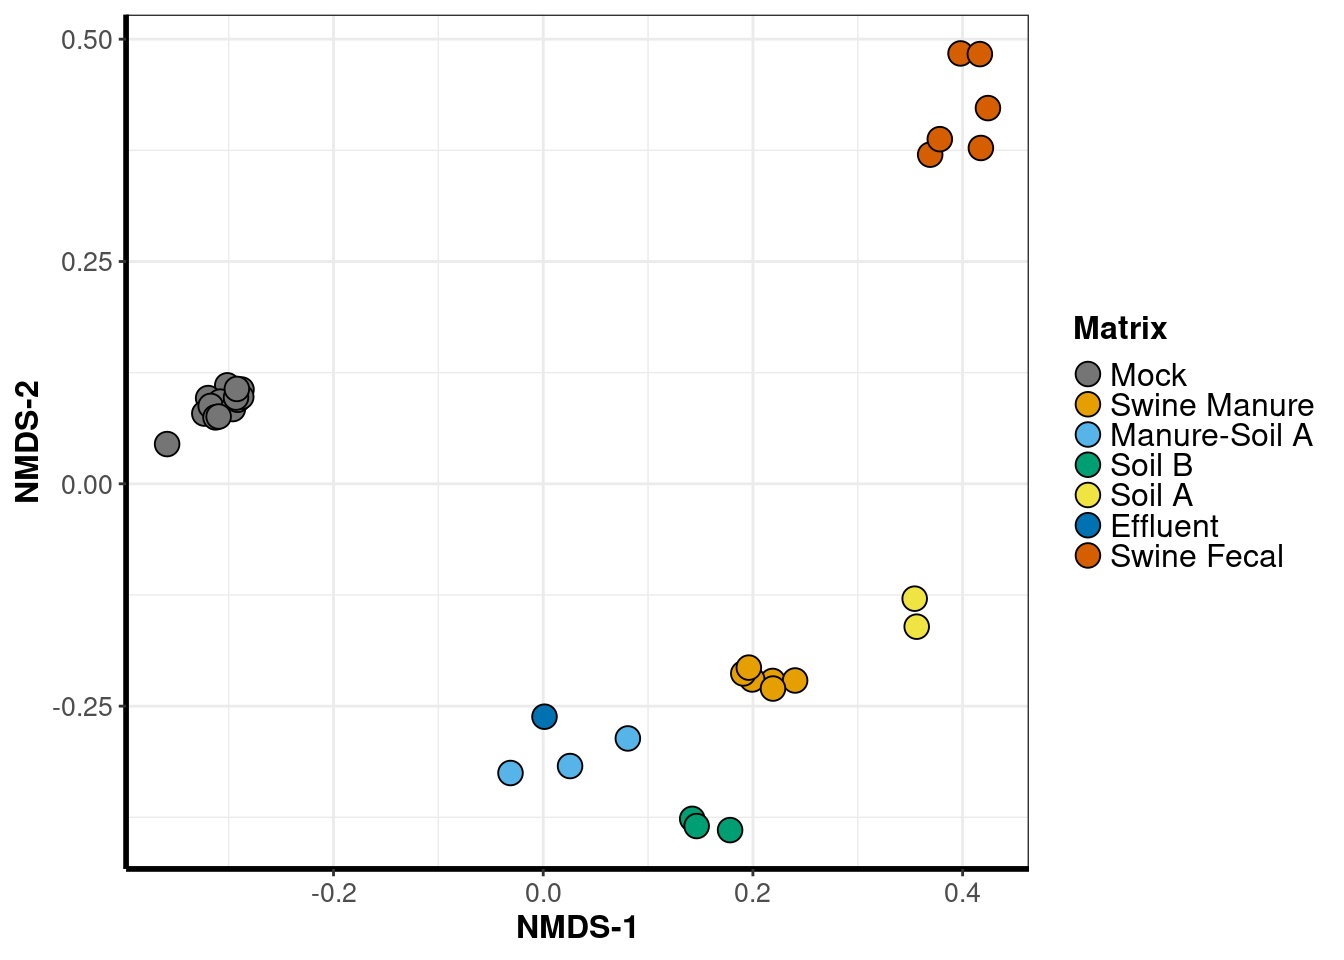 0.50
0.25
0.00
-0.25
NMDS-2
-0.2
0.0
0.2
0.4
NMDS-1
Matrix
Mock
Swine Manure
Manure-Soil A
Soil B
Soil A
Effluent
Swine Fecal